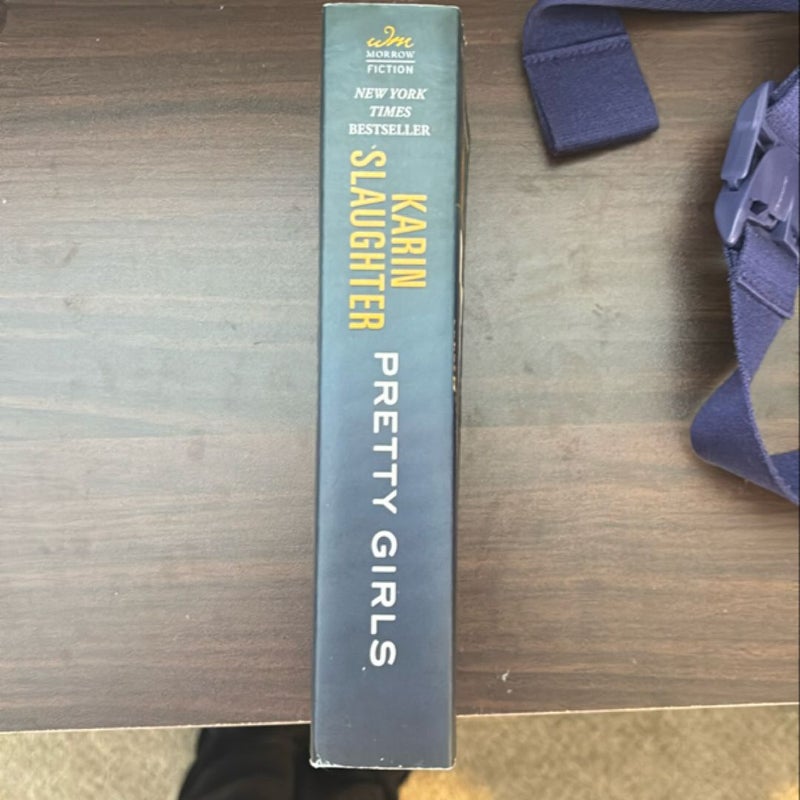 wm
MORROW
FICTION
NEW YORK
TIMES
BESTSELLER
KARIN
SLAUGHTER
PRETTY GIRLS